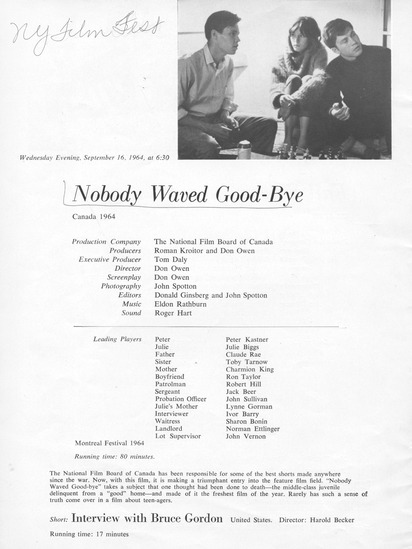 NY Film Fest
Wednesday Evening, September 16, 1964, at 6:30
Nobody Waved Good-Bye
Canada 1964
Production Company The National Film Board of Canada
Producers Roman Kroitor and Don Owen
Executive Producer Tom Daly
Director Don Owen
Screenplay Don Owen
Photography John Spotton
Editors Donald Ginsberg and John Spotton
Music Eldon Rathburn
Sound Roger Hart
Leading Players Peter Peter Kastner
Julie Julie Biggs
Father Claude Rae
Sister Toby Tarnow
Mother Charmion King
Boyfriend Ron Taylor
Patrolman Robert Hill
Sergeant Jack Beer
Probation Officer John Sullivan
Julie's Mother Lynne Gorman
Interviewer Ivor Barry
Waitress Sharon Bonin
Landlord Norman Ettlinger
Lot Supervisor John Vernon
Montreal Festival 1964
Running time: 80 minutes.
The National Film Board of Canada has been responsible for some of the best shorts made anywhere
since the war. Now, with this film, it is making a triumphant entry into the feature film field. "Nobody
Waved Good-bye" takes a subject that one thought had been done to death—the middle-class juvenile
delinquent from a "good" home—and made of it the freshest film of the year. Rarely has such a sense of
truth come over in a film about teen-agers.
Short: Interview with Bruce Gordon United States. Director: Harold Becker
Running time: 17 minutes